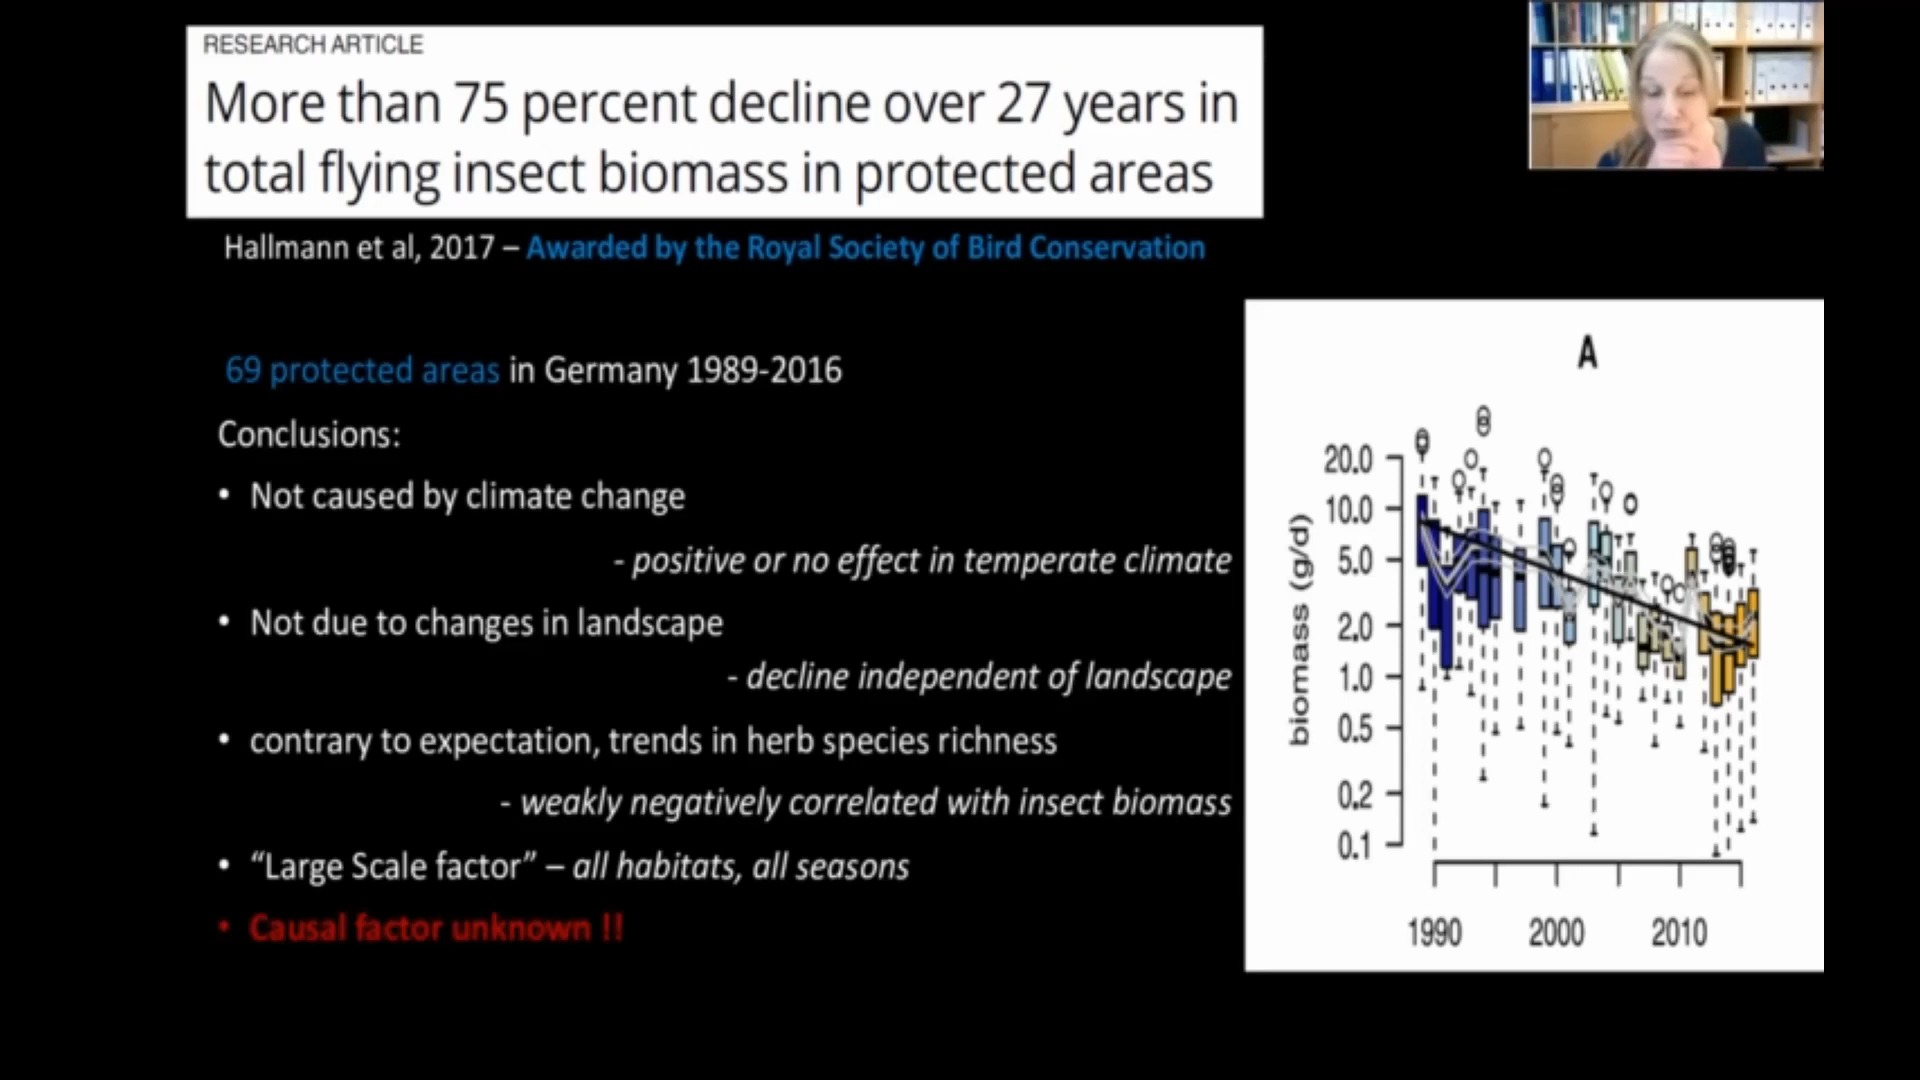 RESEARCH ARTICLE
More than 75 percent decline over 27 years in
total flying insect biomass in protected areas
Hallmann et al, 2017 – Awarded by the Royal Society of Bird Conservation
69 protected areas in Germany 1989-2016
Conclusions:
• Not caused by climate change
- positive or no effect in temperate climate
• Not due to changes in landscape
- decline independent of landscape
• contrary to expectation, trends in herb species richness
- weakly negatively correlated with insect biomass
• “Large Scale factor” – all habitats, all seasons
• Causal factor unknown !!
A
biomass (g/d)
20.0
10.0
5.0
2.0
1.0
0.5
0.2
0.1
1990 2000 2010